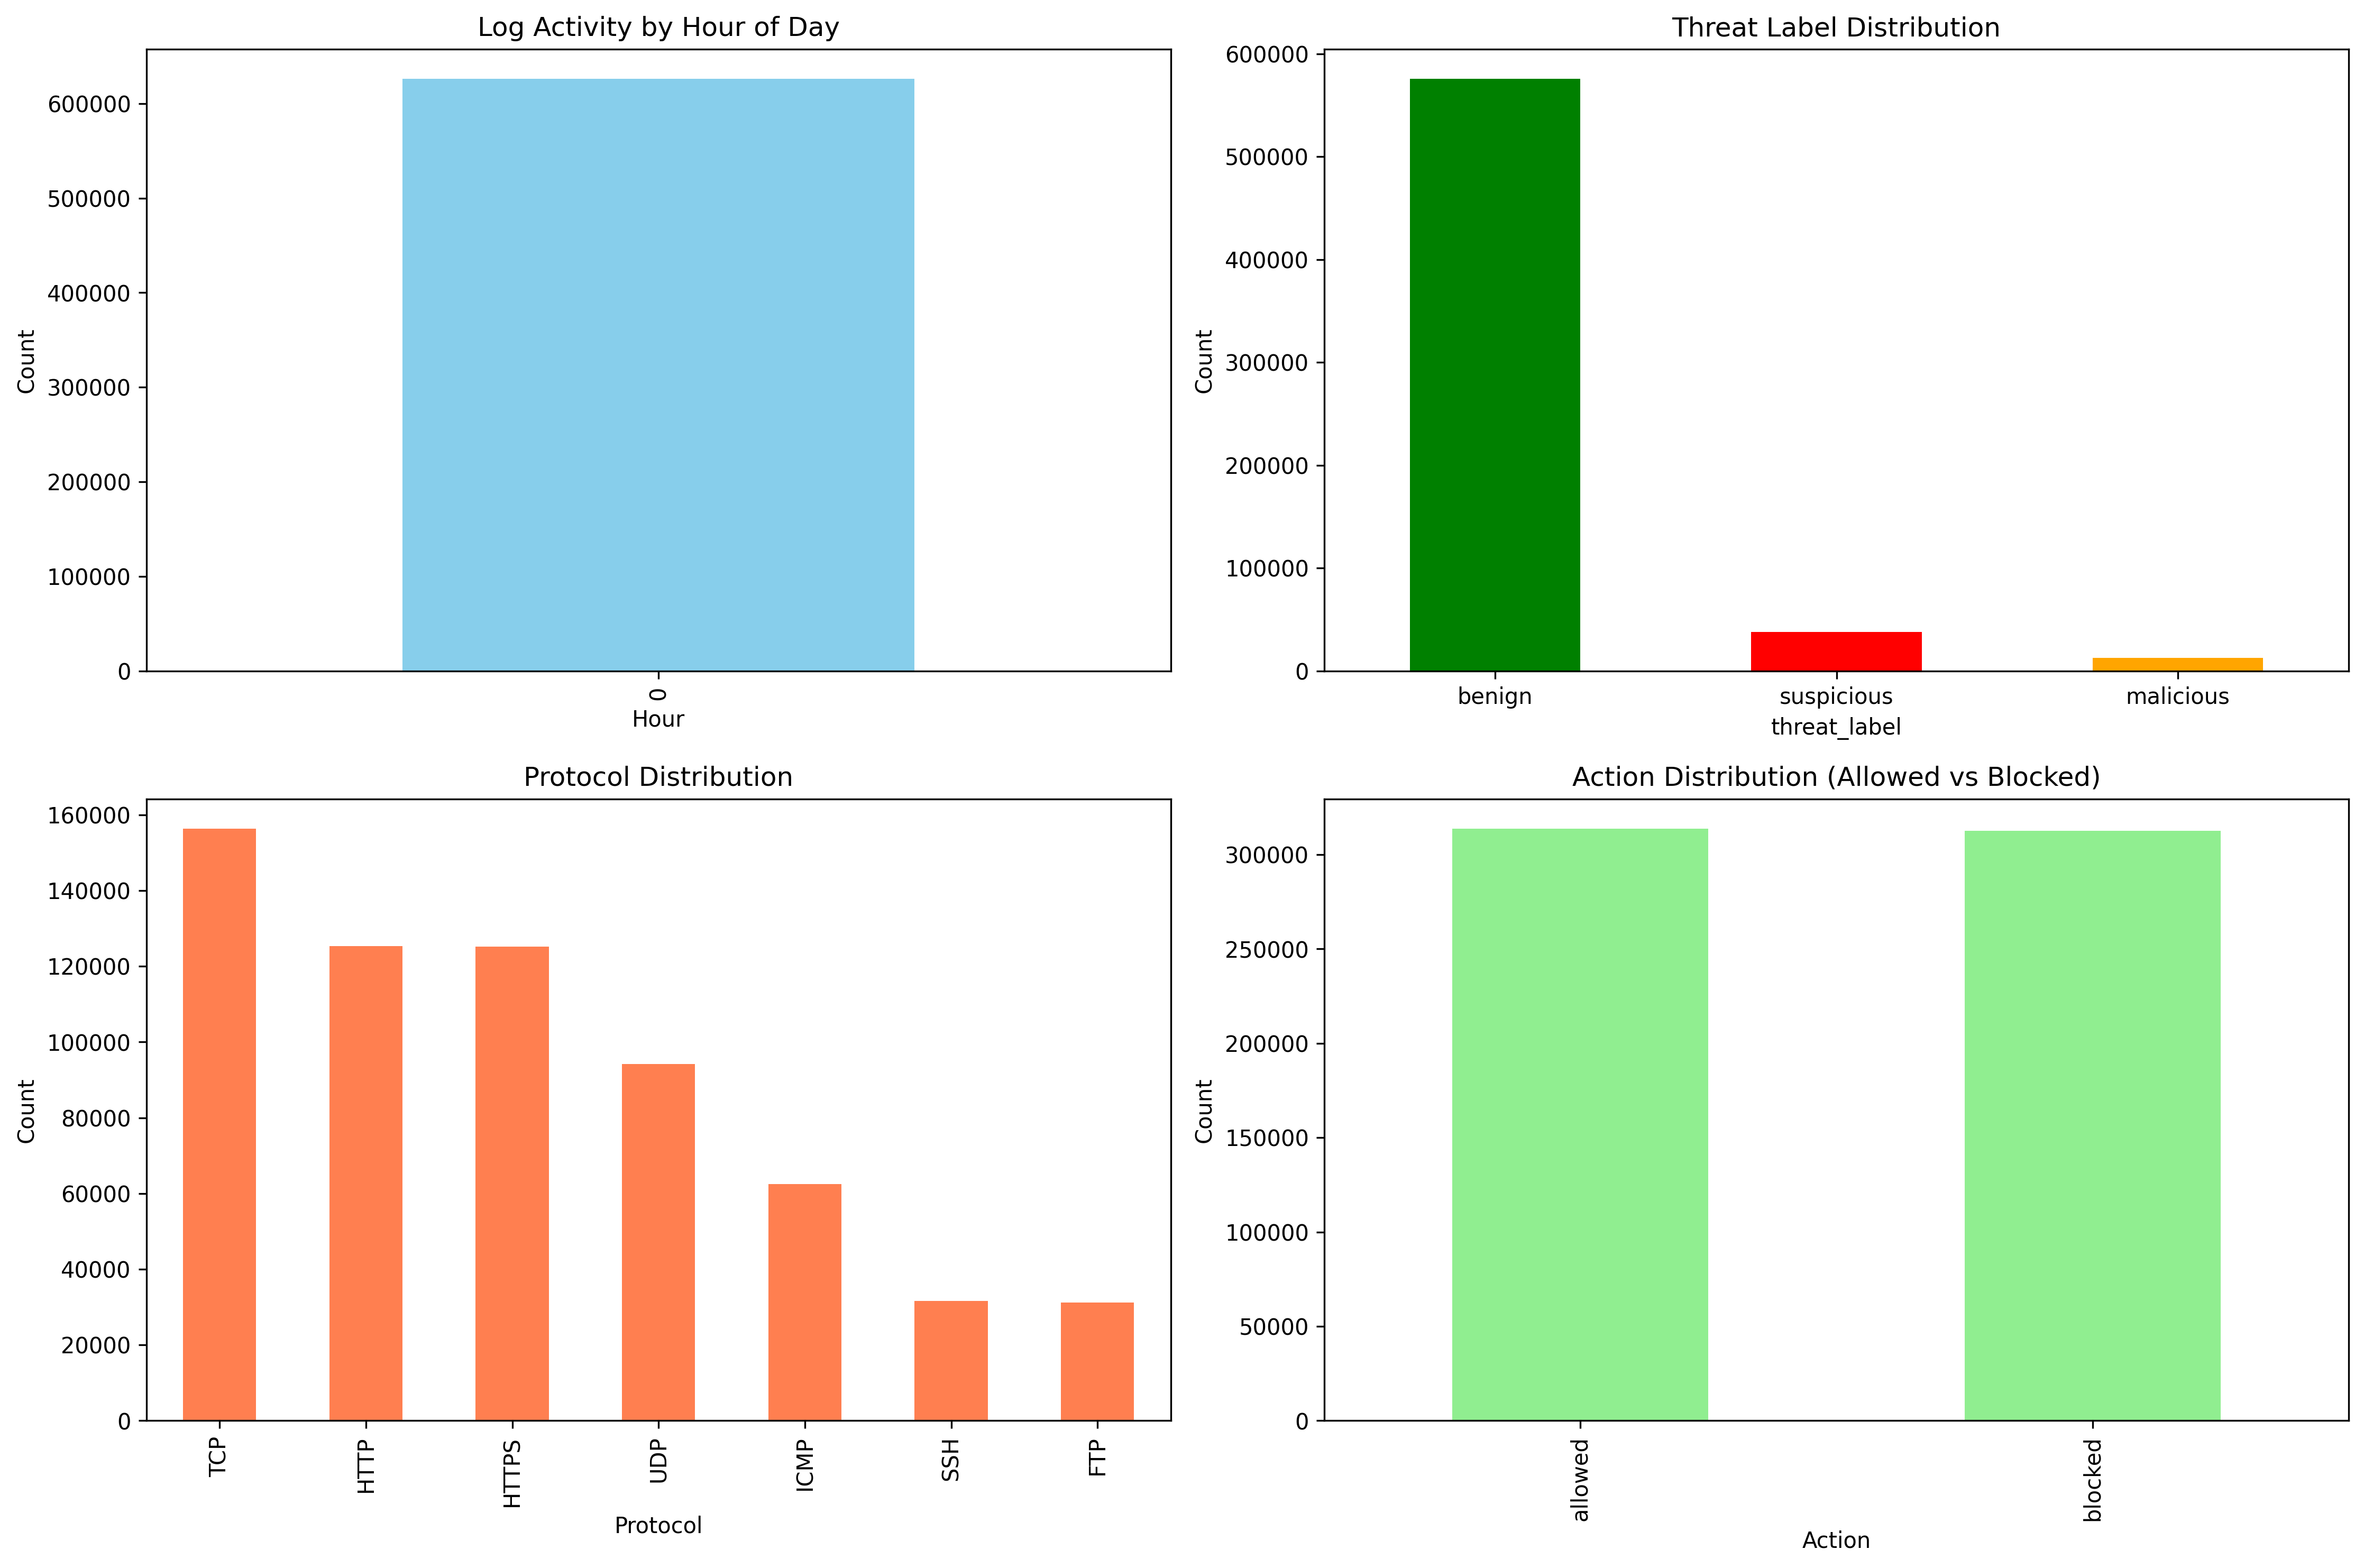 Log Activity by Hour of Day
Count
600000
500000
400000
300000
200000
100000
0
0
Hour
Threat Label Distribution
Count
600000
500000
400000
300000
200000
100000
0
benign suspicious malicious
threat_label
Protocol Distribution
Count
160000
140000
120000
100000
80000
60000
40000
20000
0
TCP HTTP HTTPS UDP ICMP SSH FTP
Protocol
Action Distribution (Allowed vs Blocked)
Count
300000
250000
200000
150000
100000
50000
0
allowed blocked
Action